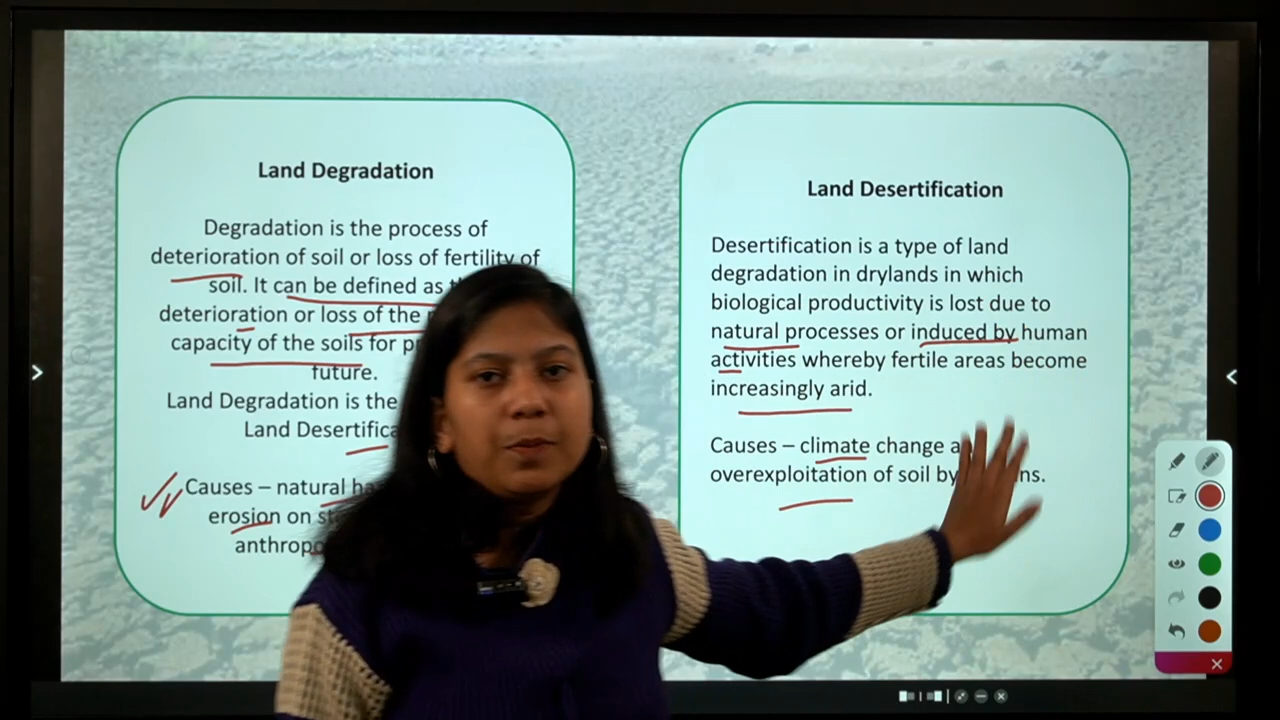 Land Degradation
Degradation is the process of
deterioration of soil or loss of fertility of
soil. It can be defined as
deterioration or loss of the
capacity of the soils for
future.
Land Degradation is the
Land
Causes – natural
erosion on
Land Desertification
Desertification is a type of land
degradation in drylands in which
biological productivity is lost due to
natural processes or induced by human
activities whereby fertile areas become
increasingly arid.
Causes – climate change
overexploitation of soil by